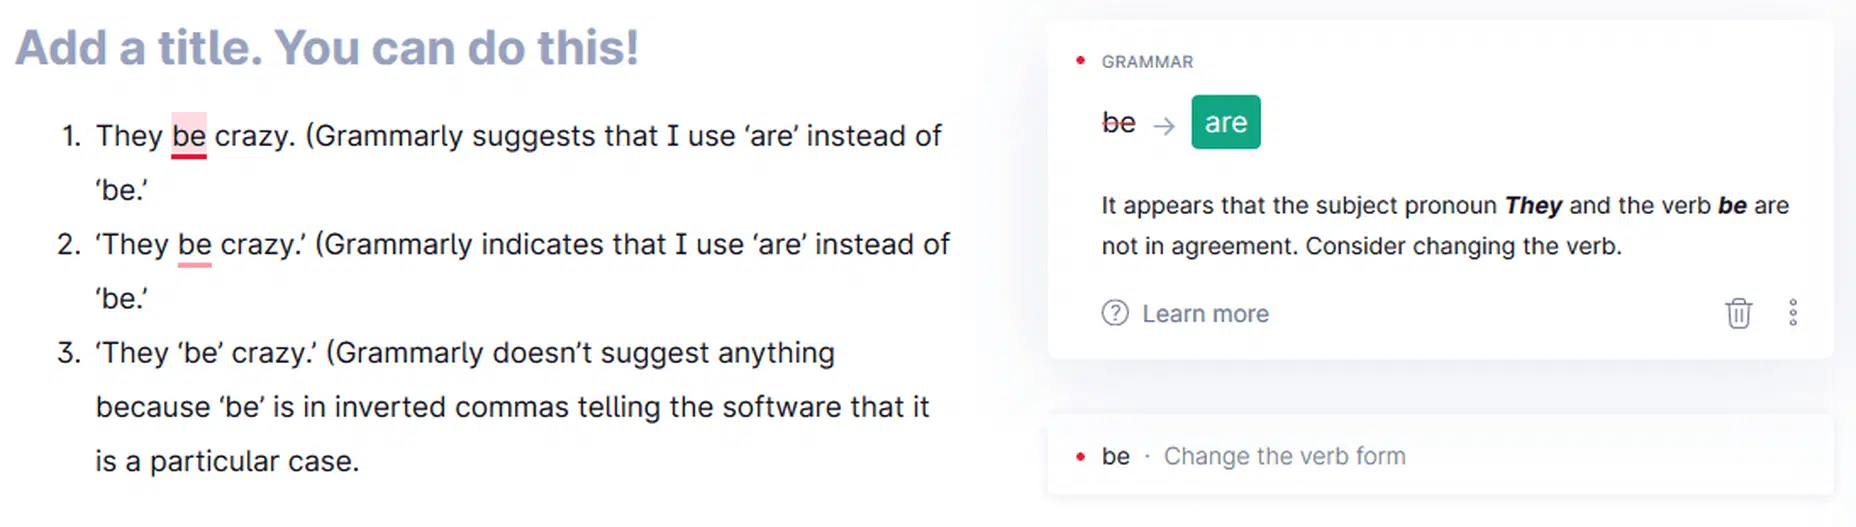 Add a title. You can do this!
1. They be crazy. (Grammarly suggests that I use ‘are’ instead of
‘be.’
2. ‘They be crazy.’ (Grammarly indicates that I use ‘are’ instead of
‘be.’
3. ‘They ‘be’ crazy.’ (Grammarly doesn’t suggest anything
because ‘be’ is in inverted commas telling the software that it
is a particular case.
GRAMMAR
be → are
It appears that the subject pronoun They and the verb be are
not in agreement. Consider changing the verb.
Learn more
be · Change the verb form